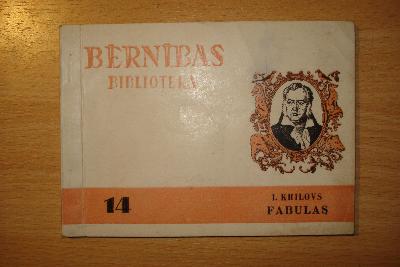 BĒRNĪBAS
BIBLIOTEKA
14
I. KRILOVS
FABULAS